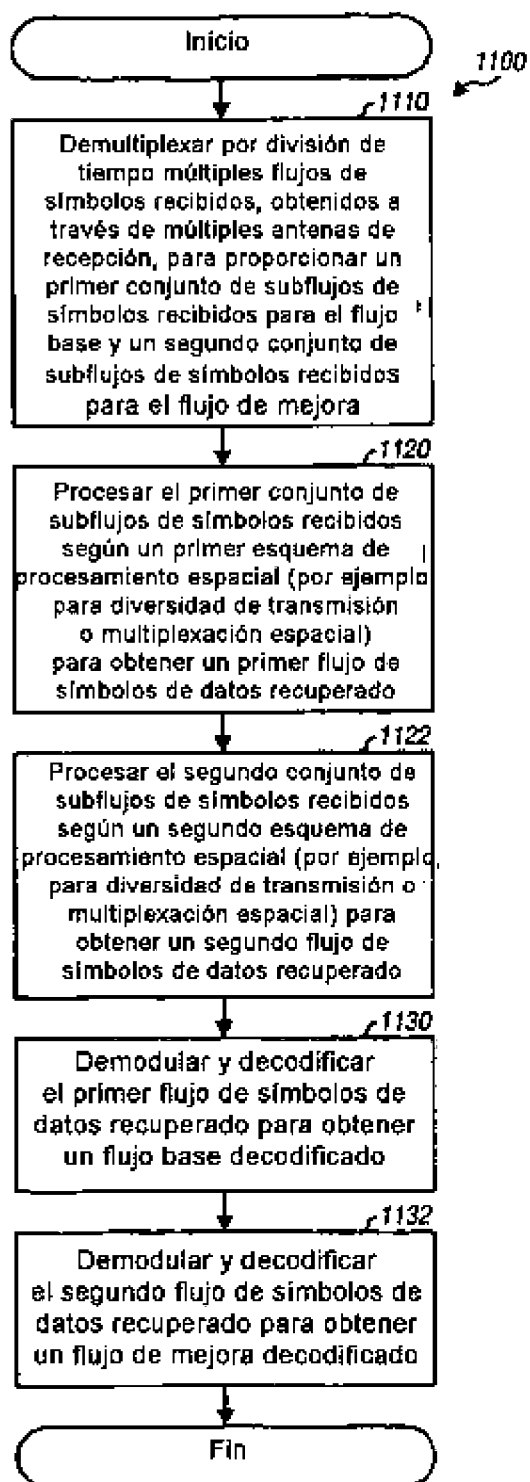 Inicio
1100
1110
Demultiplexar por división de
tiempo múltiples flujos de
símbolos recibidos, obtenidos a
través de múltiples antenas de
recepción, para proporcionar un
primer conjunto de subflujos de
símbolos recibidos para el flujo
base y un segundo conjunto de
subflujos de símbolos recibidos
para el flujo de mejora
1120
Procesar el primer conjunto de
subflujos de símbolos recibidos
según un primer esquema de
procesamiento espacial (por ejemplo
para diversidad de transmisión
o multiplexación espacial)
para obtener un primer flujo de
símbolos de datos recuperado
1122
Procesar el segundo conjunto de
subflujos de símbolos recibidos
según un segundo esquema de
procesamiento espacial (por ejemplo,
para diversidad de transmisión o
multiplexación espacial) para
obtener un segundo flujo de
símbolos de datos recuperado
1130
Demodular y decodificar
el primer flujo de símbolos de
datos recuperado para obtener
un flujo base decodificado
1132
Demodular y decodificar
el segundo flujo de símbolos de
datos recuperado para obtener
un flujo de mejora decodificado
Fin